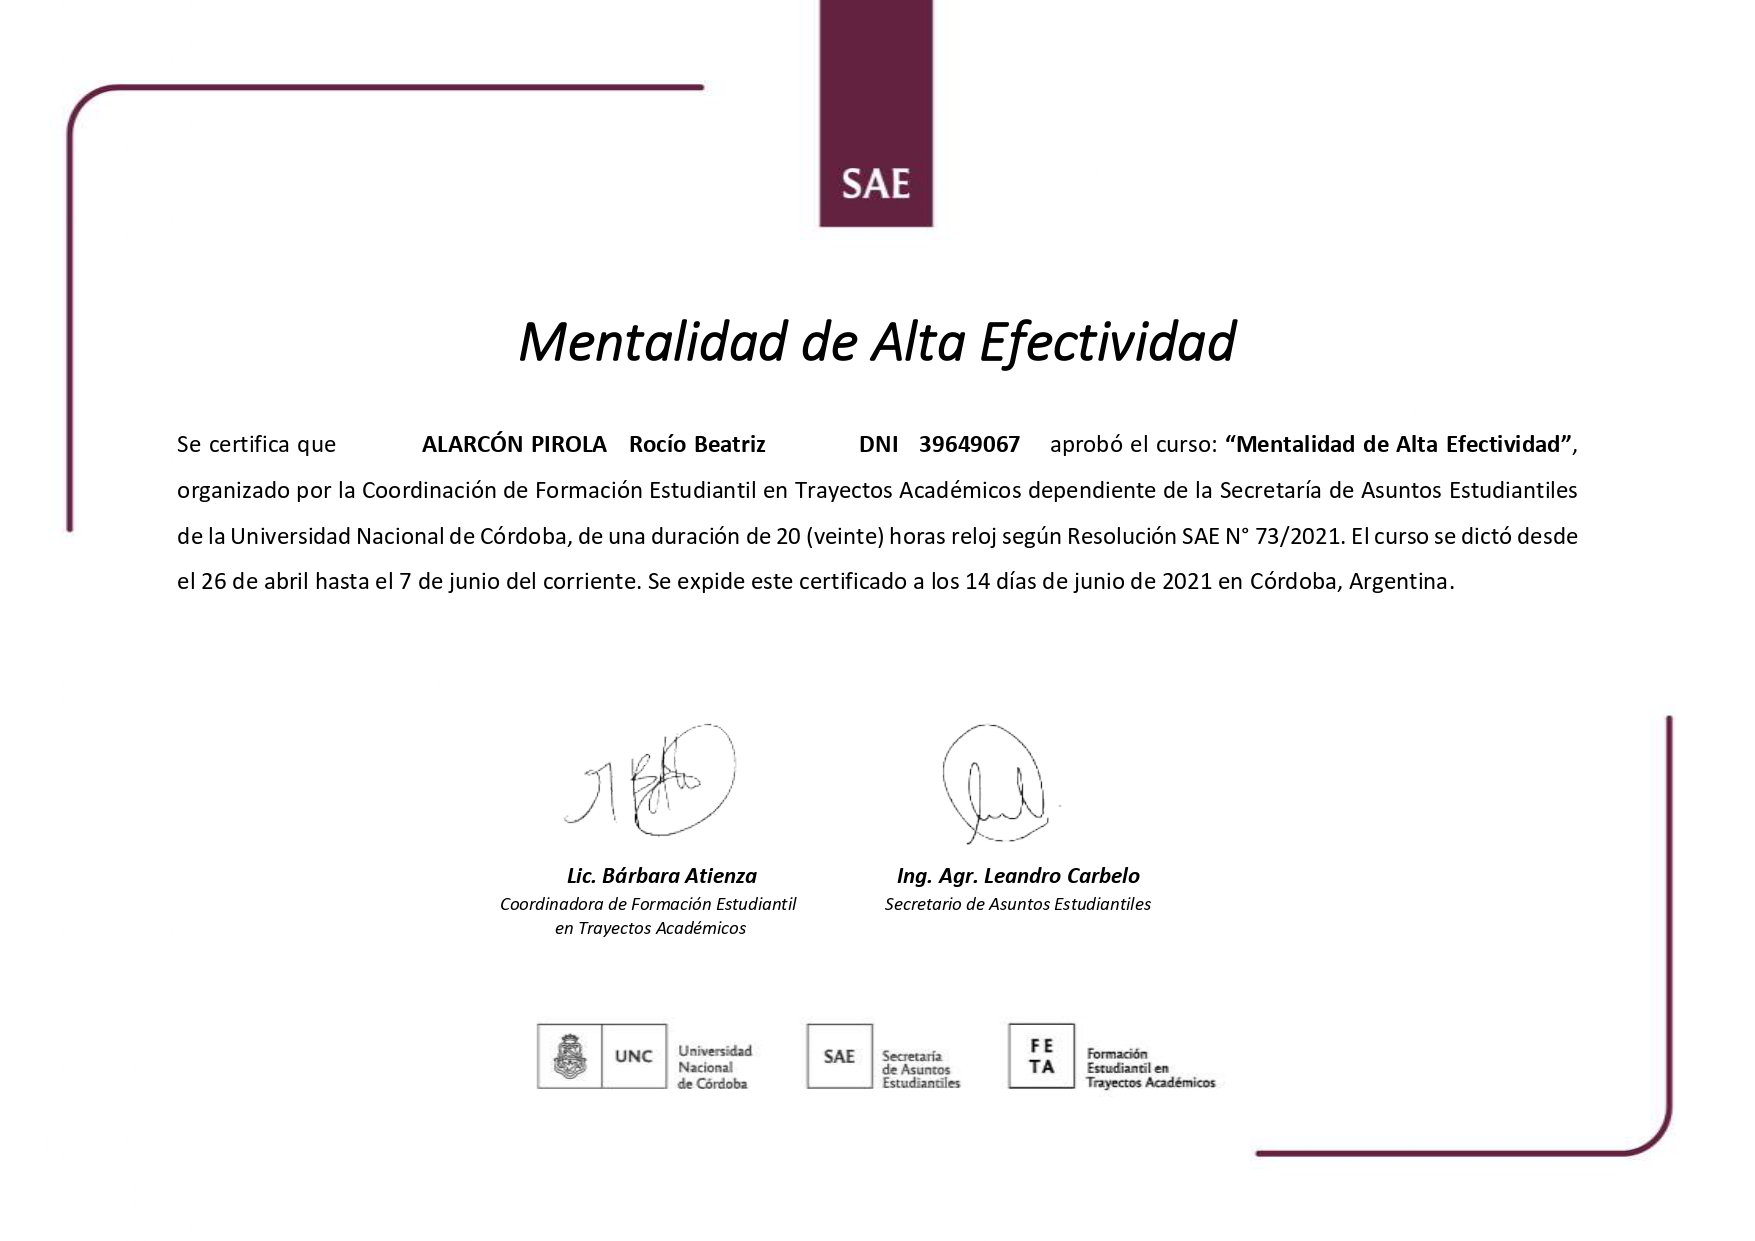 SAE
Mentalidad de Alta Efectividad
Se certifica que ALARCÓN PIROLA Rocío Beatriz DNI 39649067 aprobó el curso: “Mentalidad de Alta Efectividad”,
organizado por la Coordinación de Formación Estudiantil en Trayectos Académicos dependiente de la Secretaría de Asuntos Estudiantiles
de la Universidad Nacional de Córdoba, de una duración de 20 (veinte) horas reloj según Resolución SAE N° 73/2021. El curso se dictó desde
el 26 de abril hasta el 7 de junio del corriente. Se expide este certificado a los 14 días de junio de 2021 en Córdoba, Argentina.
Lic. Bárbara Atienza
Coordinadora de Formación Estudiantil
en Trayectos Académicos
Ing. Agr. Leandro Carbelo
Secretario de Asuntos Estudiantiles
UNC
Universidad
Nacional
de Córdoba
SAE
Secretaría
de Asuntos
Estudiantiles
FE
TA
Formación
Estudiantil en
Trayectos Académicos